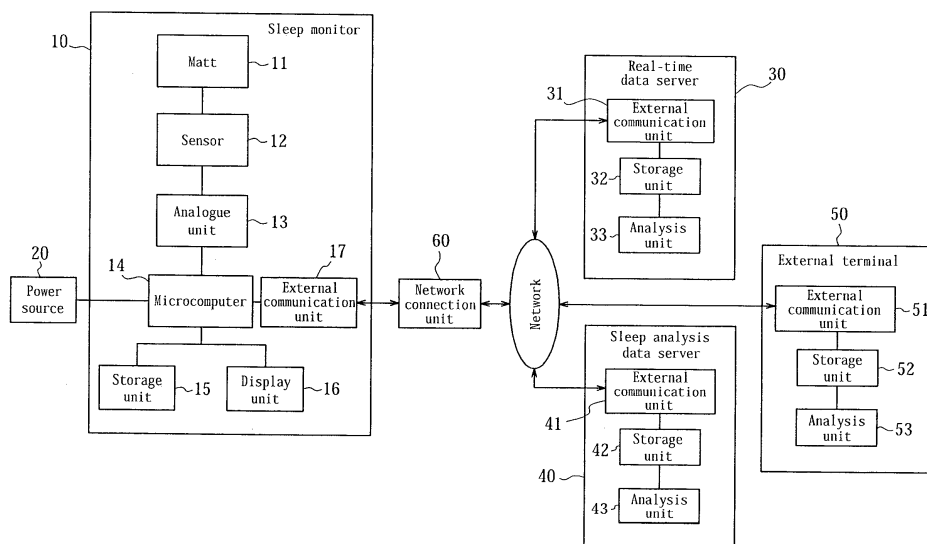 Sleep monitor
10
Matt
11
Sensor
12
Analogue
unit
13
14
Microcomputer
17
External
communication
unit
20
Power
source
Storage
unit
15
Display
unit
16
60
Network
connection
unit
Network
Real-time
data server
30
31
External
communication
unit
32
Storage
unit
33
Analysis
unit
Sleep analysis
data server
External
communication
unit
41
42
Storage
unit
40
43
Analysis
unit
50
External terminal
External
communication
unit
51
Storage
unit
52
Analysis
unit
53